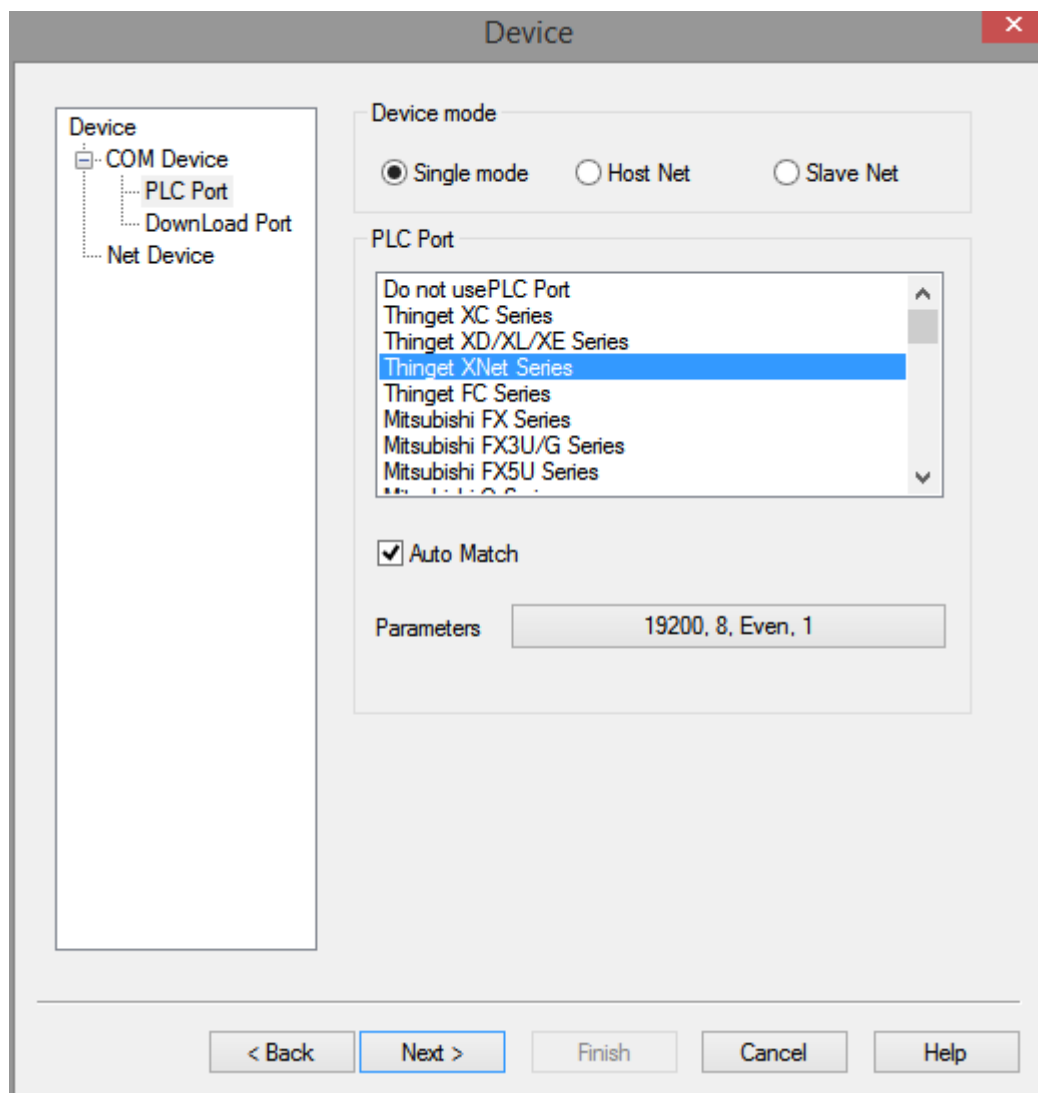 Device
Device
COM Device
PLC Port
DownLoad Port
Net Device
Device mode
Single mode
Host Net
Slave Net
PLC Port
Do not usePLC Port
Thinget XC Series
Thinget XD/XL/XE Series
Thinget XNet Series
Thinget FC Series
Mitsubishi FX Series
Mitsubishi FX3U/G Series
Mitsubishi FX5U Series
Auto Match
Parameters
19200, 8, Even, 1
< Back
Next >
Finish
Cancel
Help